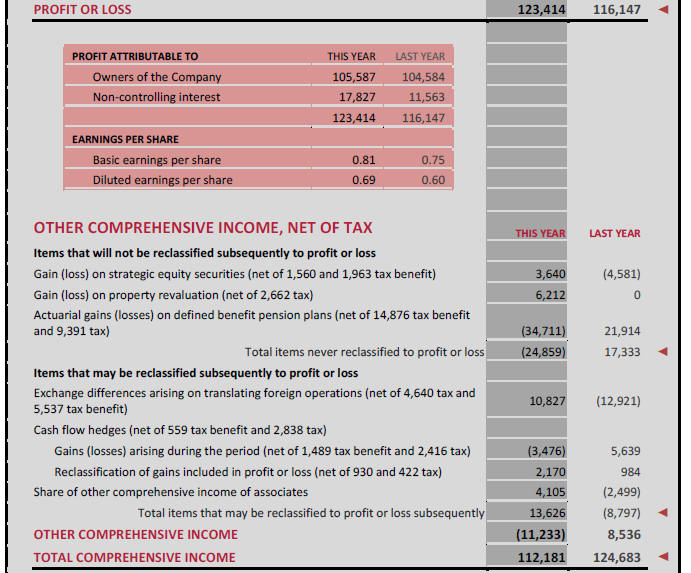 PROFIT OR LOSS 123,414 116,147
PROFIT ATTRIBUTABLE TO THIS YEAR LAST YEAR
Owners of the Company 105,587 104,584
Non-controlling interest 17,827 11,563
123,414 116,147
EARNINGS PER SHARE
Basic earnings per share 0.81 0.75
Diluted earnings per share 0.69 0.60
OTHER COMPREHENSIVE INCOME, NET OF TAX THIS YEAR LAST YEAR
Items that will not be reclassified subsequently to profit or loss
Gain (loss) on strategic equity securities (net of 1,560 and 1,963 tax benefit) 3,640 (4,581)
Gain (loss) on property revaluation (net of 2,662 tax) 6,212 0
Actuarial gains (losses) on defined benefit pension plans (net of 14,876 tax benefit
and 9,391 tax) (34,711) 21,914
Total items never reclassified to profit or loss (24,859) 17,333
Items that may be reclassified subsequently to profit or loss
Exchange differences arising on translating foreign operations (net of 4,640 tax and
5,537 tax benefit) 10,827 (12,921)
Cash flow hedges (net of 559 tax benefit and 2,838 tax)
Gains (losses) arising during the period (net of 1,489 tax benefit and 2,416 tax) (3,476) 5,639
Reclassification of gains included in profit or loss (net of 930 and 422 tax) 2,170 984
Share of other comprehensive income of associates 4,105 (2,499)
Total items that may be reclassified to profit or loss subsequently 13,626 (8,797)
OTHER COMPREHENSIVE INCOME (11,233) 8,536
TOTAL COMPREHENSIVE INCOME 112,181 124,683